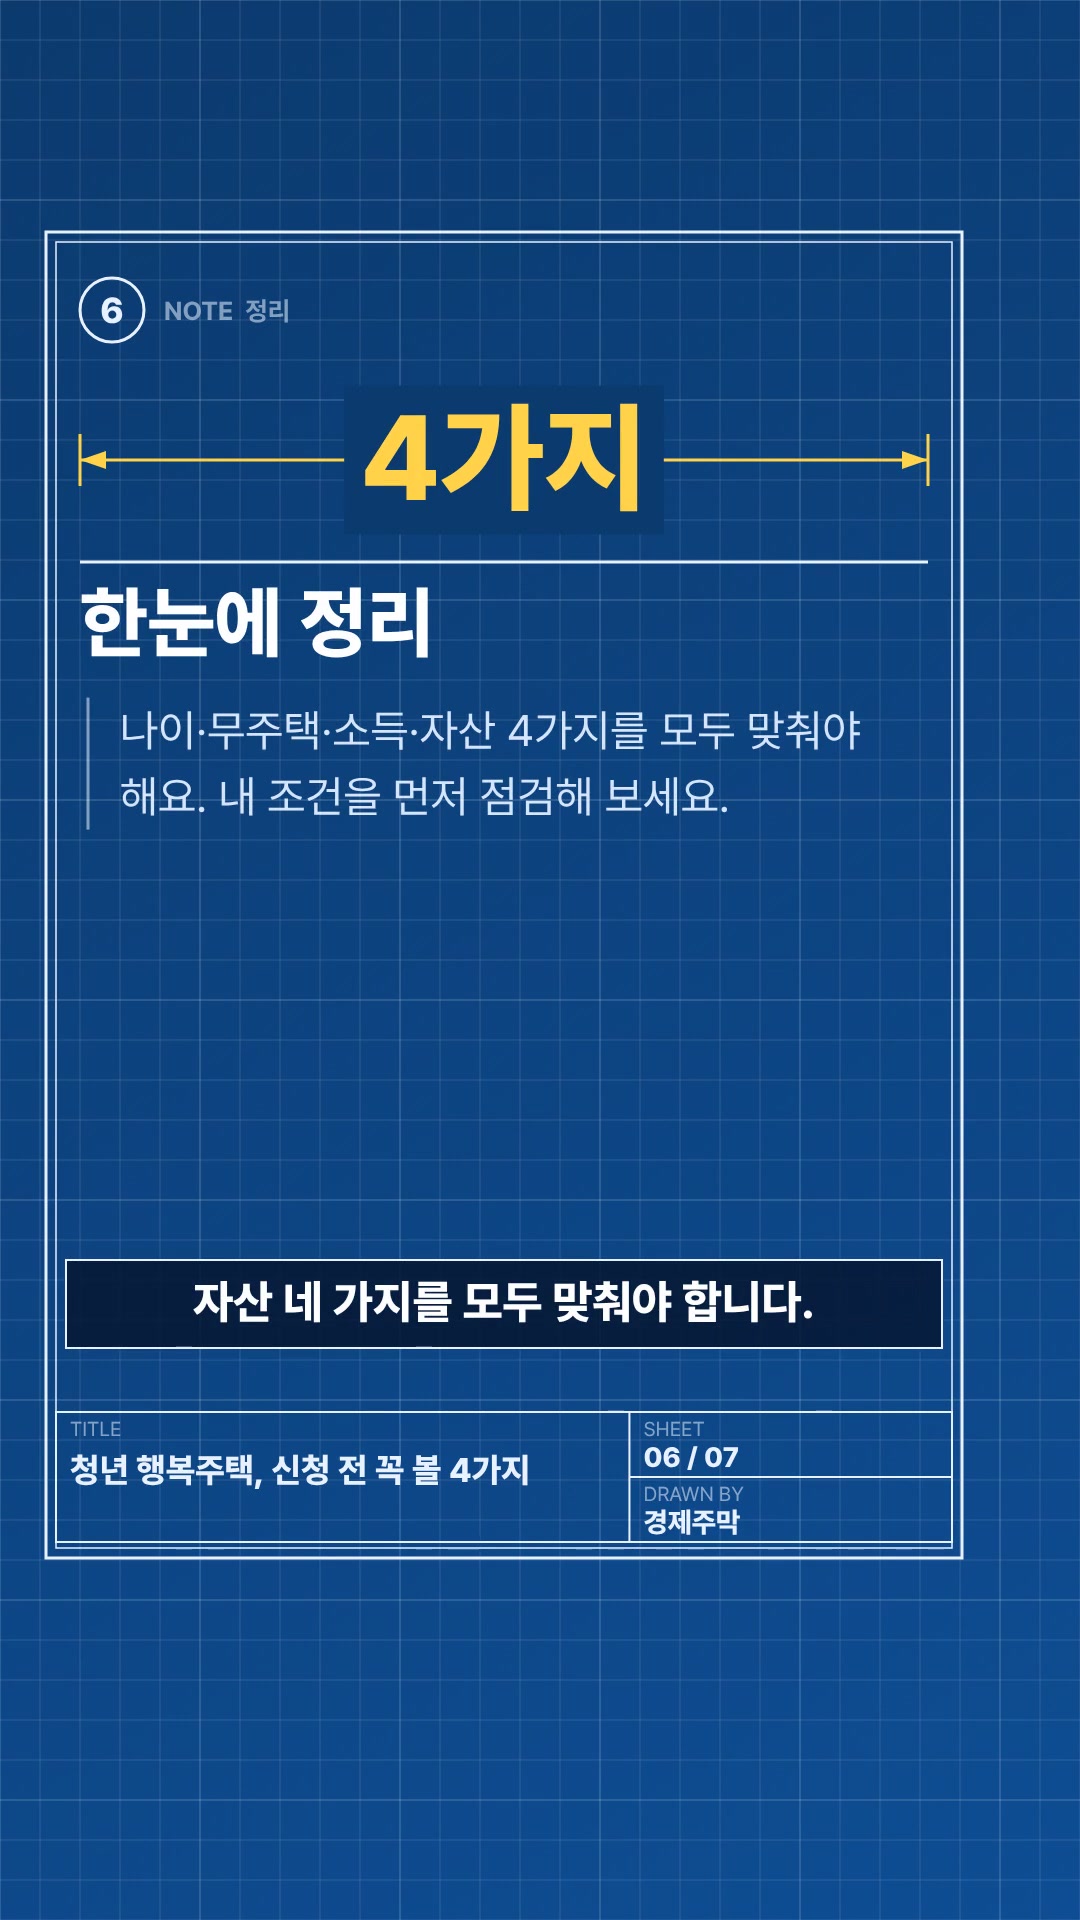 6 NOTE 정리
4가지
한눈에 정리
나이·무주택·소득·자산 4가지를 모두 맞춰야
해요. 내 조건을 먼저 점검해 보세요.
자산 네 가지를 모두 맞춰야 합니다.
TITLE
청년 행복주택, 신청 전 꼭 볼 4가지
SHEET
06 / 07
DRAWN BY
경제주막